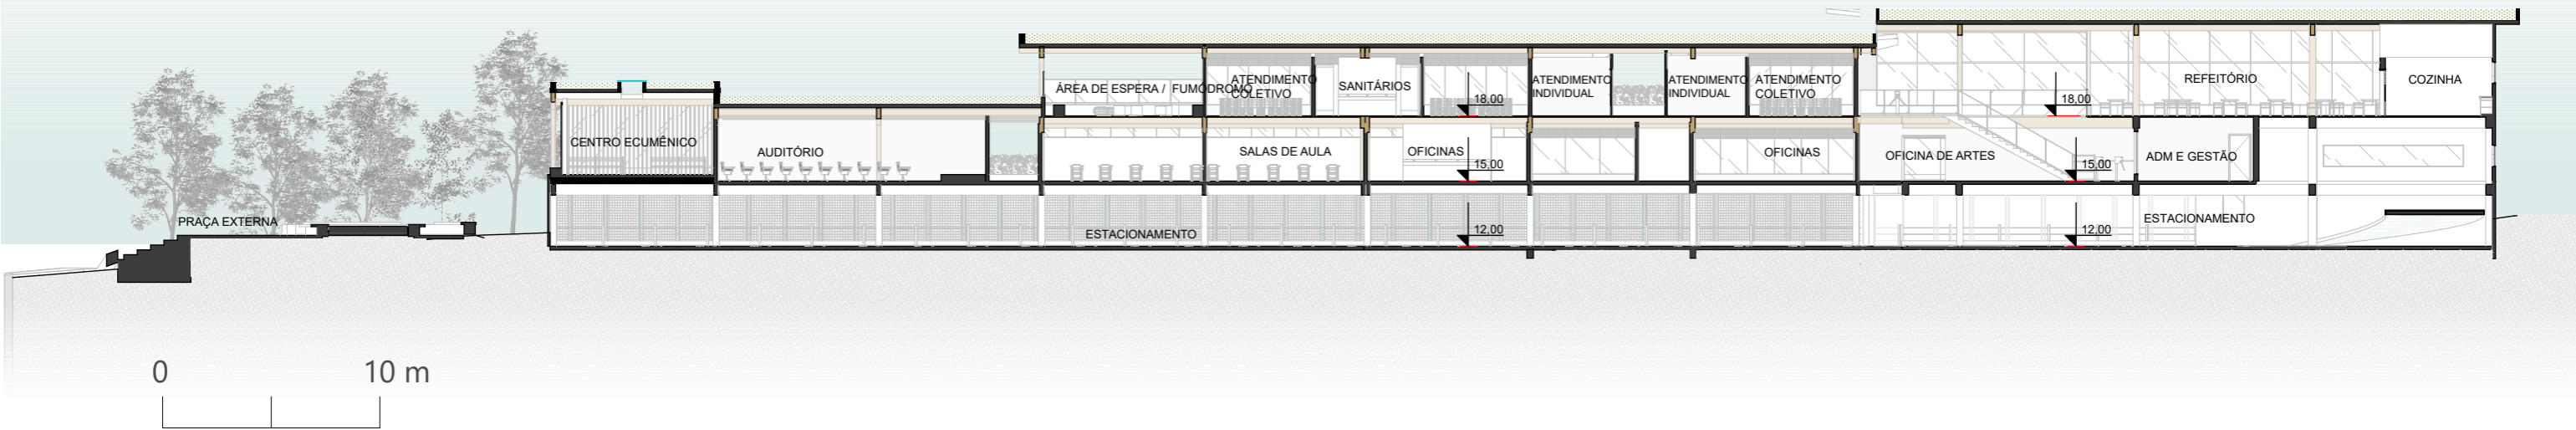 ÁREA DE ESPERA / FUMÓDROMO
ATENDIMENTO
COLETIVO
SANITÁRIOS
18,00
ATENDIMENTO
INDIVIDUAL
ATENDIMENTO
INDIVIDUAL
ATENDIMENTO
COLETIVO
18,00
REFEITÓRIO
COZINHA
CENTRO ECUMÊNICO
AUDITÓRIO
SALAS DE AULA
OFICINAS
15,00
OFICINAS
OFICINA DE ARTES
15,00
ADM E GESTÃO
PRAÇA EXTERNA
ESTACIONAMENTO
12,00
12,00
ESTACIONAMENTO
0
10 m